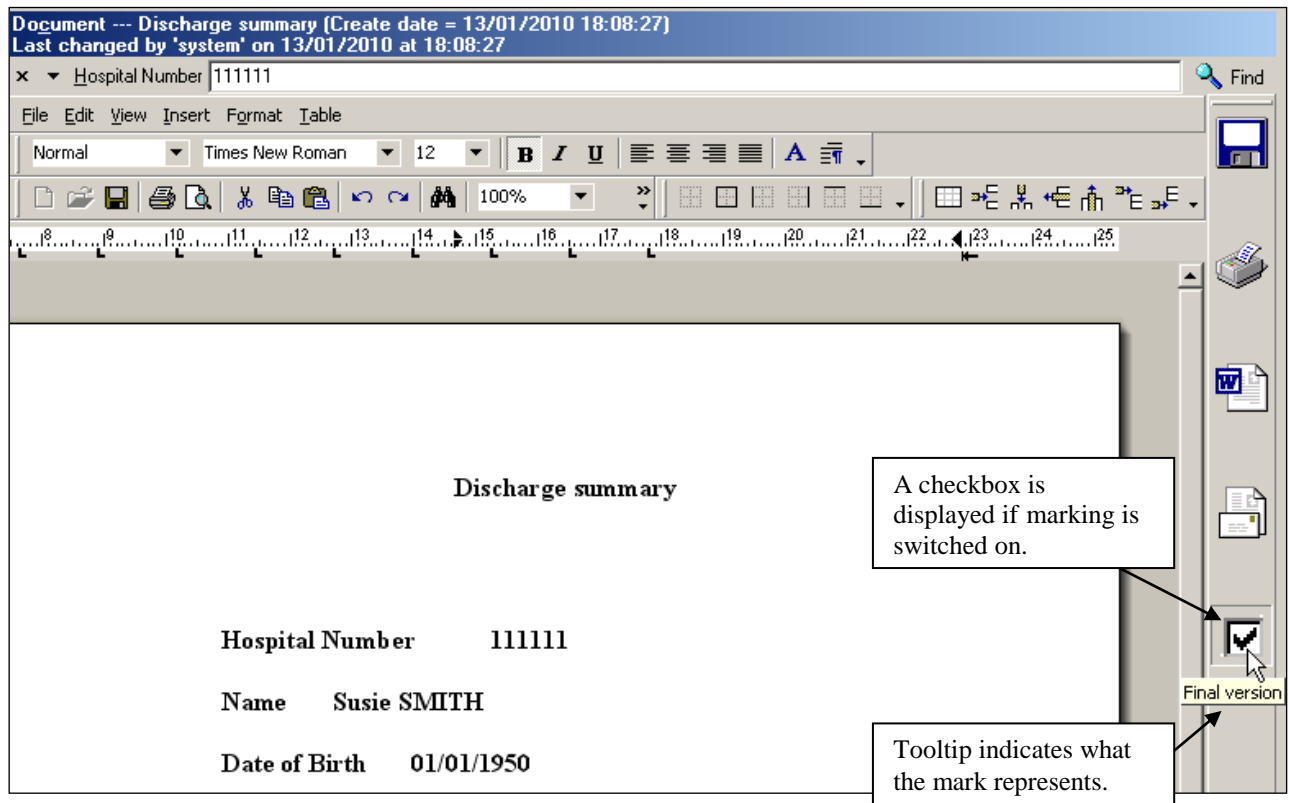 Document --- Discharge summary (Create date = 13/01/2010 18:08:27)
Last changed by 'system' on 13/01/2010 at 18:08:27
Hospital Number 111111 Find
File Edit View Insert Format Table
Normal Times New Roman 12 B I U A
100%
8 9 10 11 12 13 14 15 16 17 18 19 20 21 22 23 24 25
W
Discharge summary
A checkbox is
displayed if marking is
switched on.
Hospital Number 111111
Name Susie SMITH
Final version
Date of Birth 01/01/1950
Tooltip indicates what
the mark represents.